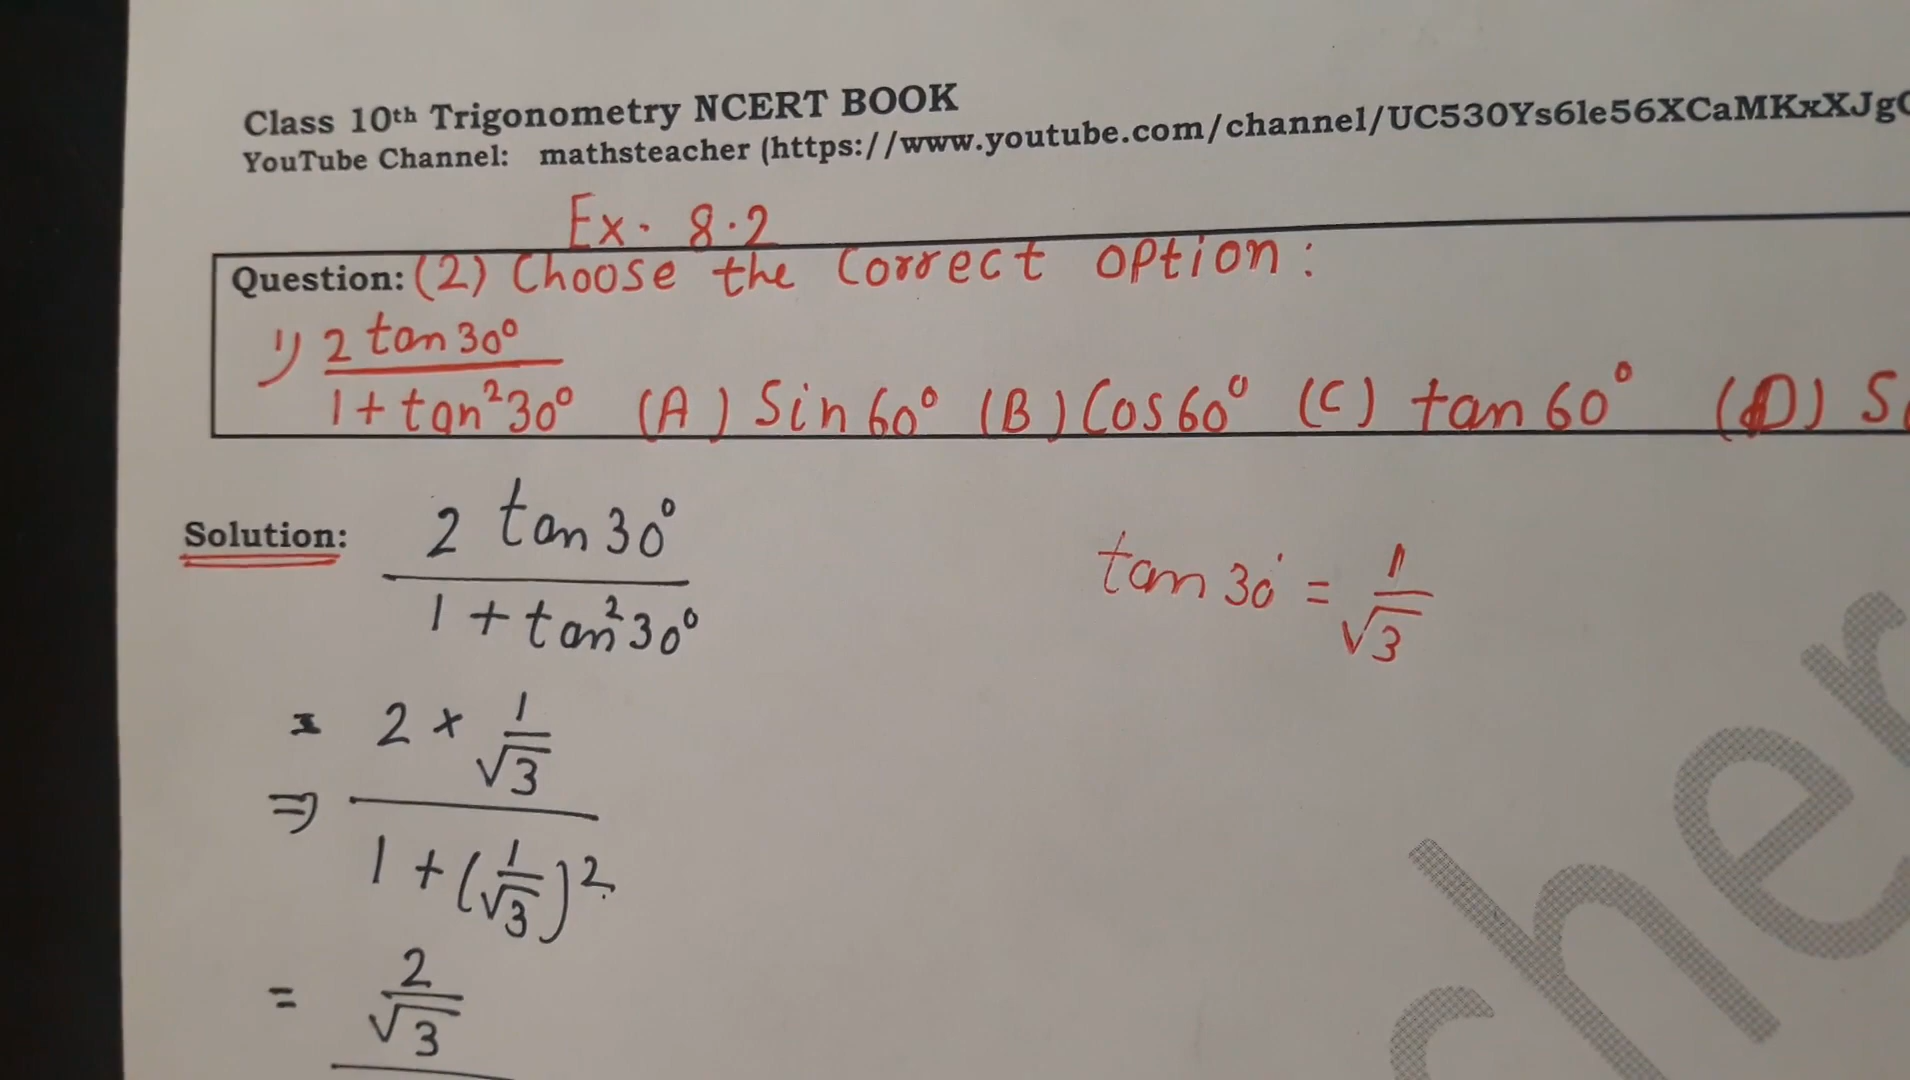 Class 10th Trigonometry NCERT BOOK
YouTube Channel: mathsteacher (https://www.youtube.com/channel/UC530Ys6le56XCaMKxXJg
Ex. 8.2
Question: (2) Choose the Correct option:
1) 2 tan 30° / 1 + tan²30° (A) Sin 60° (B) Cos 60° (C) tan 60° (D) S
Solution: 2 tan 30° / 1 + tan²30°
tan 30° = 1/√3
= 2 × 1/√3
⇒ 1 + (1/√3)²
= 2/√3
cher